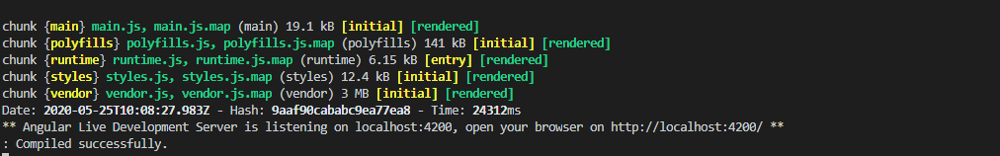 chunk {main} main.js, main.js.map (main) 19.1 kB [initial] [rendered]
chunk {polyfills} polyfills.js, polyfills.js.map (polyfills) 141 kB [initial] [rendered]
chunk {runtime} runtime.js, runtime.js.map (runtime) 6.15 kB [entry] [rendered]
chunk {styles} styles.js, styles.js.map (styles) 12.4 kB [initial] [rendered]
chunk {vendor} vendor.js, vendor.js.map (vendor) 3 MB [initial] [rendered]
Date: 2020-05-25T10:08:27.983Z - Hash: 9aaf90cababc9ea77ea8 - Time: 24312ms
** Angular Live Development Server is listening on localhost:4200, open your browser on http://localhost:4200/ **
: Compiled successfully.